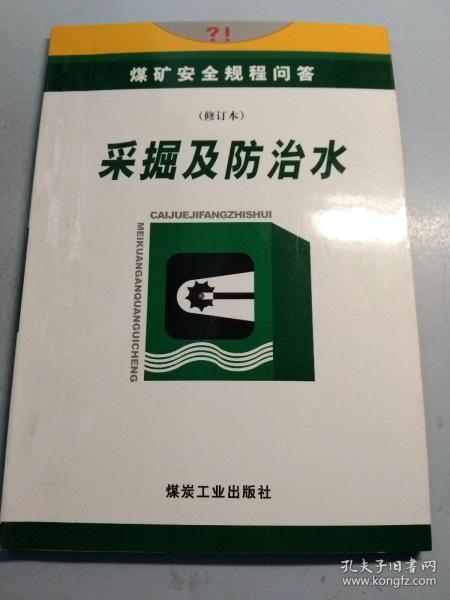 ?!
煤矿安全规程问答
(修订本)
采掘及防治水
CAIJUEJIFANGZHISHUI
MEIKUANGANQUANGUICHENG
煤炭工业出版社
孔夫子旧书网
www.kongfz.com